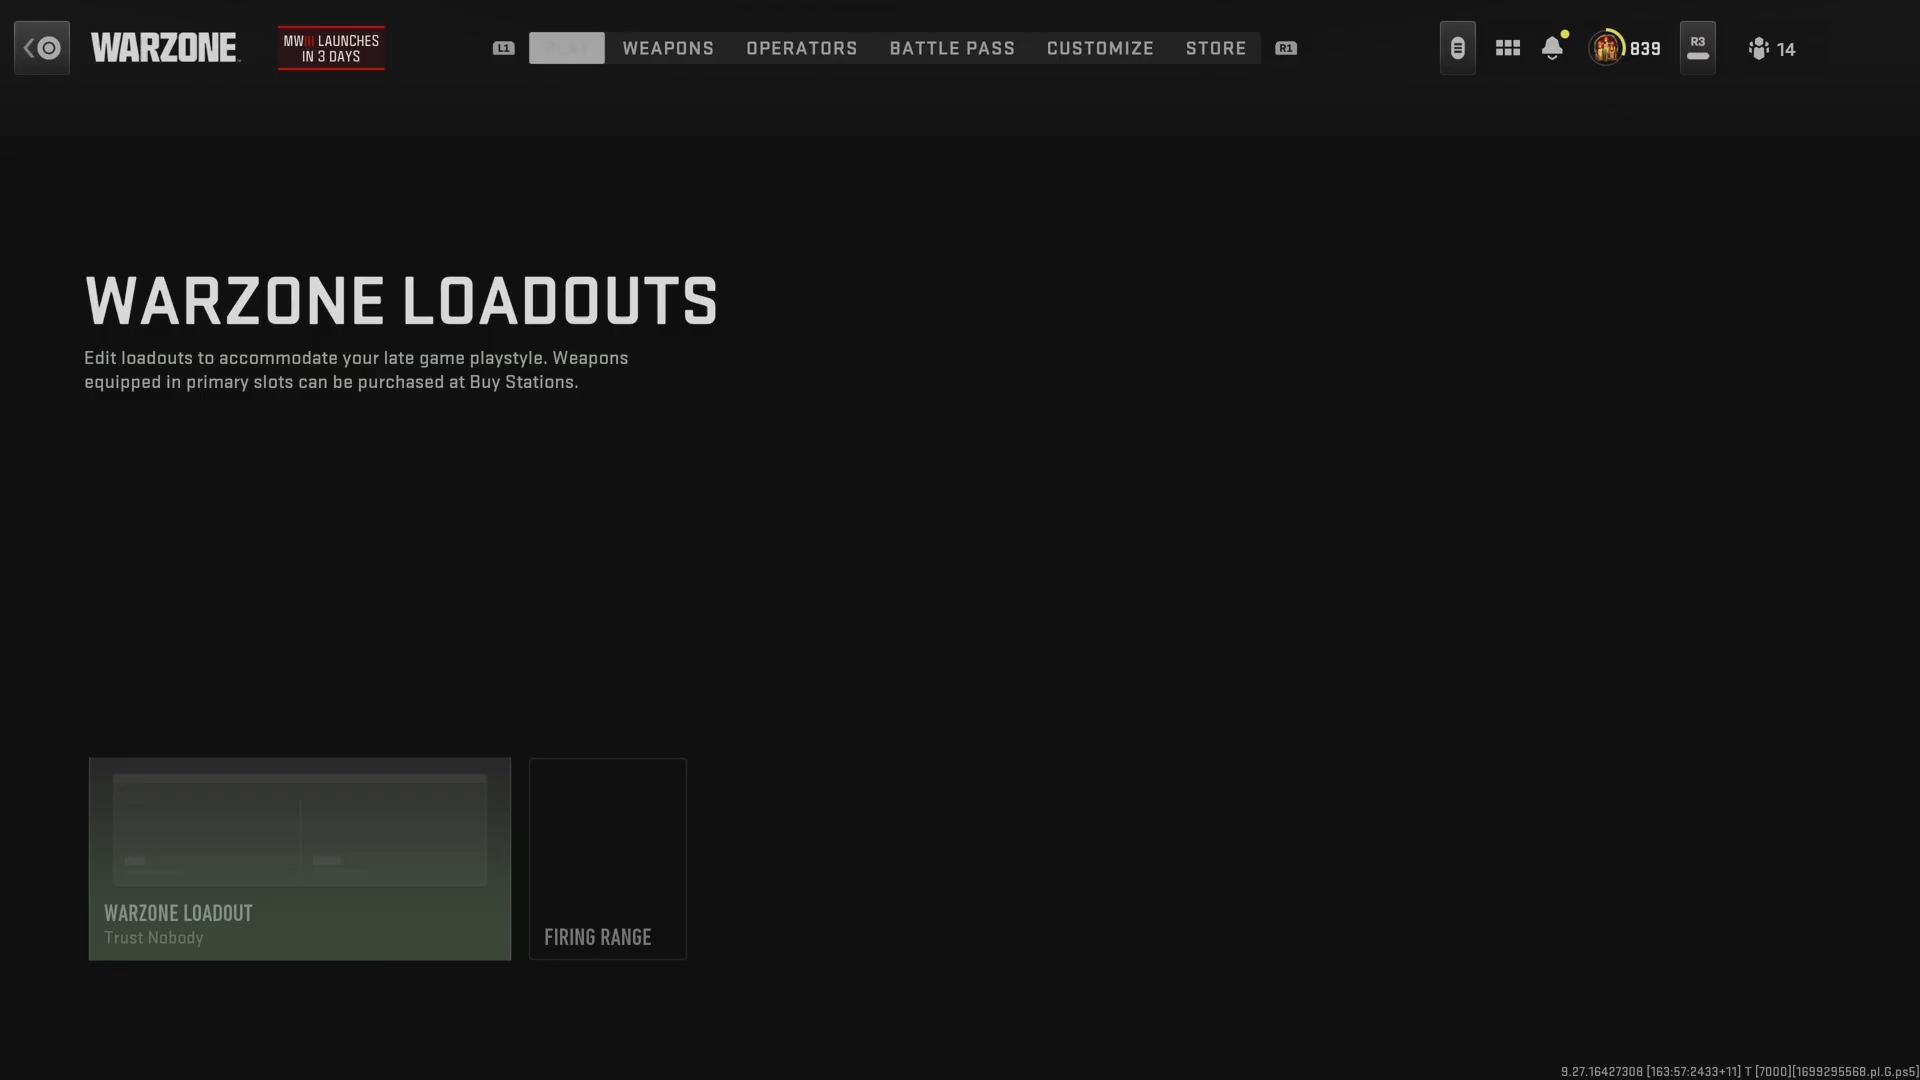 WARZONE
MWIII LAUNCHES
IN 3 DAYS
L1
PLAY
WEAPONS
OPERATORS
BATTLE PASS
CUSTOMIZE
STORE
R1
839
R3
14
WARZONE LOADOUTS
Edit loadouts to accommodate your late game playstyle. Weapons
equipped in primary slots can be purchased at Buy Stations.
WARZONE LOADOUT
Trust Nobody
FIRING RANGE
9.27.16427308 [163:57:2433+11] T [7000][1699295568.pl.G.ps5]